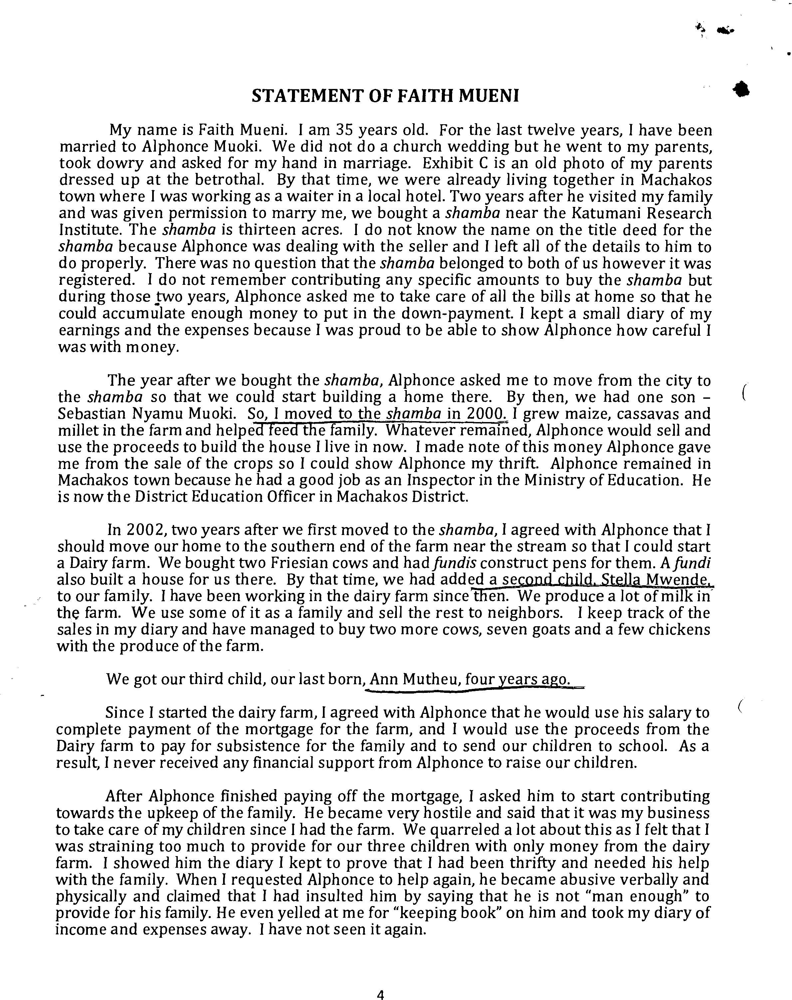 STATEMENT OF FAITH MUENI
My name is Faith Mueni. I am 35 years old. For the last twelve years, I have been
married to Alphonce Muoki. We did not do a church wedding but he went to my parents,
took dowry and asked for my hand in marriage. Exhibit C is an old photo of my parents
dressed up at the betrothal. By that time, we were already living together in Machakos
town where I was working as a waiter in a local hotel. Two years after he visited my family
and was given permission to marry me, we bought a shamba near the Katumani Research
Institute. The shamba is thirteen acres. I do not know the name on the title deed for the
shamba because Alphonce was dealing with the seller and I left all of the details to him to
do properly. There was no question that the shamba belonged to both of us however it was
registered. I do not remember contributing any specific amounts to buy the shamba but
during those two years, Alphonce asked me to take care of all the bills at home so that he
could accumulate enough money to put in the down-payment. I kept a small diary of my
earnings and the expenses because I was proud to be able to show Alphonce how careful I
was with money.
The year after we bought the shamba, Alphonce asked me to move from the city to
the shamba so that we could start building a home there. By then, we had one son –
Sebastian Nyamu Muoki. So, I moved to the shamba in 2000. I grew maize, cassavas and
millet in the farm and helped feed the family. Whatever remained, Alphonce would sell and
use the proceeds to build the house I live in now. I made note of this money Alphonce gave
me from the sale of the crops so I could show Alphonce my thrift. Alphonce remained in
Machakos town because he had a good job as an Inspector in the Ministry of Education. He
is now the District Education Officer in Machakos District.
In 2002, two years after we first moved to the shamba, I agreed with Alphonce that I
should move our home to the southern end of the farm near the stream so that I could start
a Dairy farm. We bought two Friesian cows and had fundis construct pens for them. A fundi
also built a house for us there. By that time, we had added a second child, Stella Mwende,
to our family. I have been working in the dairy farm since then. We produce a lot of milk in
the farm. We use some of it as a family and sell the rest to neighbors. I keep track of the
sales in my diary and have managed to buy two more cows, seven goats and a few chickens
with the produce of the farm.
We got our third child, our last born, Ann Mutheu, four years ago.
Since I started the dairy farm, I agreed with Alphonce that he would use his salary to
complete payment of the mortgage for the farm, and I would use the proceeds from the
Dairy farm to pay for subsistence for the family and to send our children to school. As a
result, I never received any financial support from Alphonce to raise our children.
After Alphonce finished paying off the mortgage, I asked him to start contributing
towards the upkeep of the family. He became very hostile and said that it was my business
to take care of my children since I had the farm. We quarreled a lot about this as I felt that I
was straining too much to provide for our three children with only money from the dairy
farm. I showed him the diary I kept to prove that I had been thrifty and needed his help
with the family. When I requested Alphonce to help again, he became abusive verbally and
physically and claimed that I had insulted him by saying that he is not “man enough” to
provide for his family. He even yelled at me for “keeping book” on him and took my diary of
income and expenses away. I have not seen it again.
4